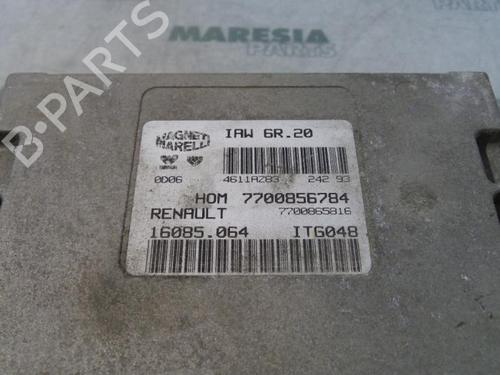 MARESIA
PARTS
MAGNETI
MARELLI
IAW 6R.20
0D06 4611AZ83 242 93
HOM 7700856784
RENAULT 7700865816
16085.064 ITG048